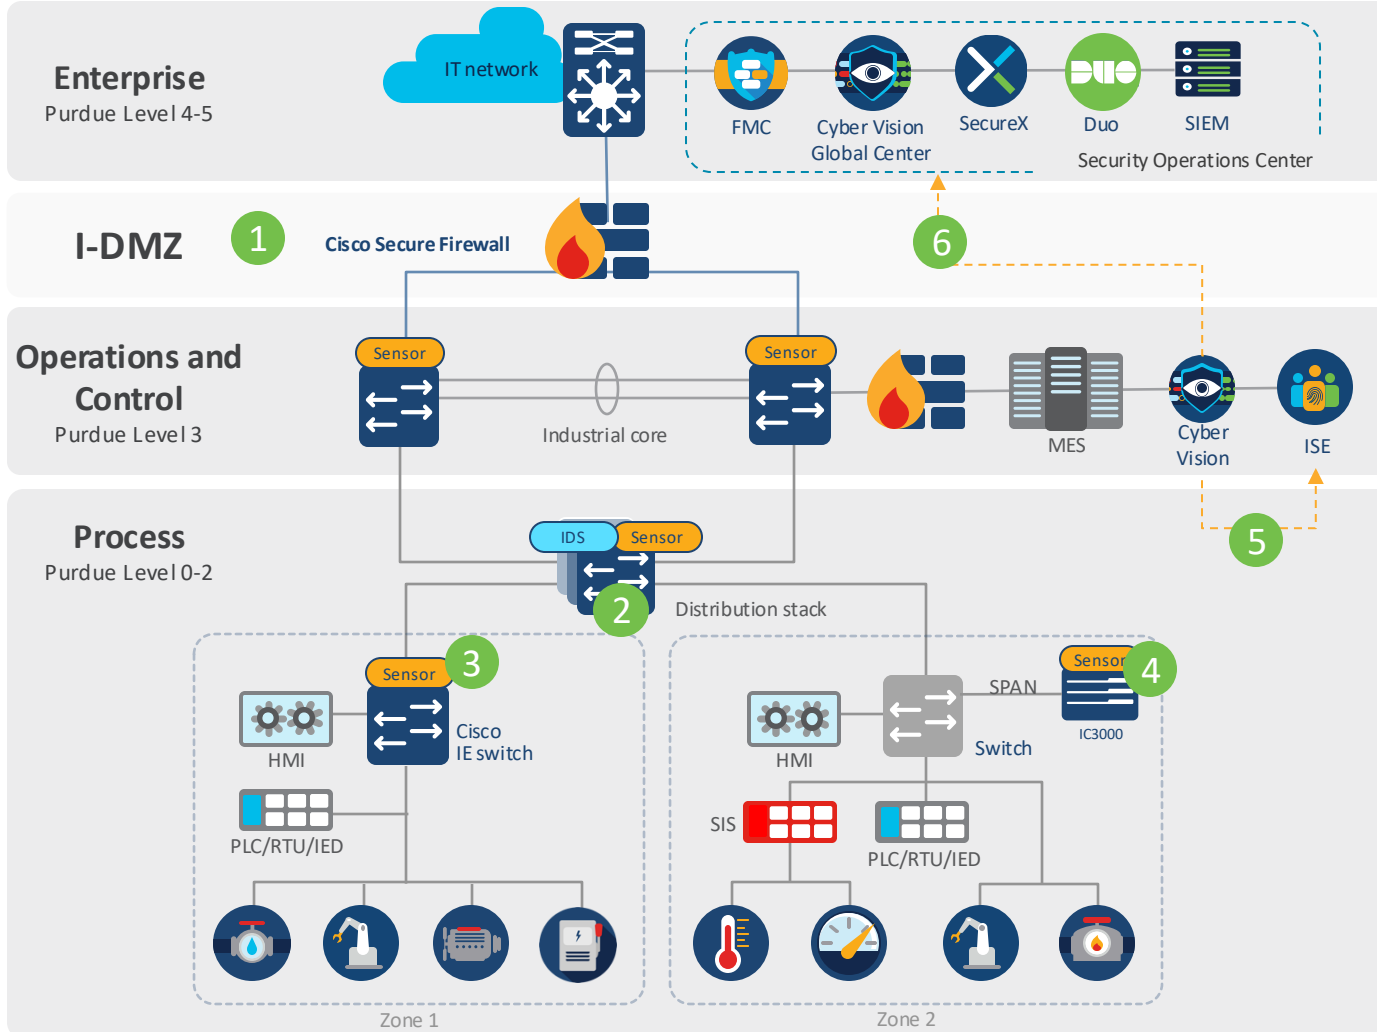 Enterprise
Purdue Level 4-5
IT network
FMC
Cyber Vision
Global Center
SecureX
DUO
Duo
SIEM
Security Operations Center
I-DMZ
1
Cisco Secure Firewall
6
Operations and
Control
Purdue Level 3
Sensor
Sensor
Industrial core
MES
Cyber
Vision
ISE
5
Process
Purdue Level 0-2
IDS
Sensor
2
Distribution stack
Sensor
3
HMI
Cisco
IE switch
PLC/RTU/IED
Zone 1
SPAN
Sensor
4
IC3000
HMI
Switch
SIS
PLC/RTU/IED
Zone 2